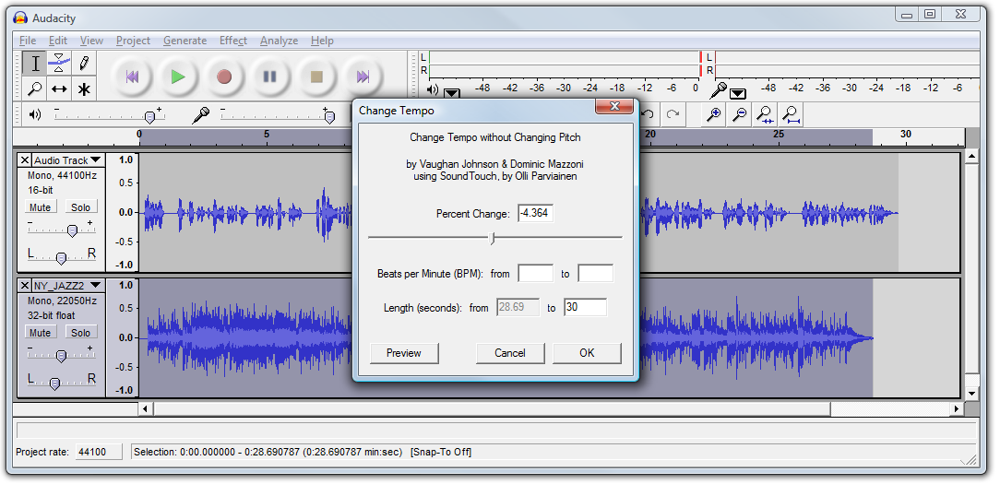 Audacity
File Edit View Project Generate Effect Analyze Help
L
R
-48 -42 -36 -30 -24 -18 -12 -6 0
L
R
-48 -42 -36 -30 -24 -18 -12 -6
- +
- +
0 5 20 25 30
Audio Track
Mono, 44100Hz
16-bit
Mute Solo
- +
L R
1.0
0.5
0.0
-0.5
-1.0
NY_JAZZ2
Mono, 22050Hz
32-bit float
Mute Solo
- +
L R
1.0
0.5
0.0
-0.5
-1.0
Change Tempo
Change Tempo without Changing Pitch
by Vaughan Johnson & Dominic Mazzoni
using SoundTouch, by Olli Parviainen
Percent Change: -4.364
Beats per Minute (BPM): from to
Length (seconds): from 28.69 to 30
Preview Cancel OK
Project rate: 44100 Selection: 0:00.000000 - 0:28.690787 (0:28.690787 min:sec) [Snap-To Off]